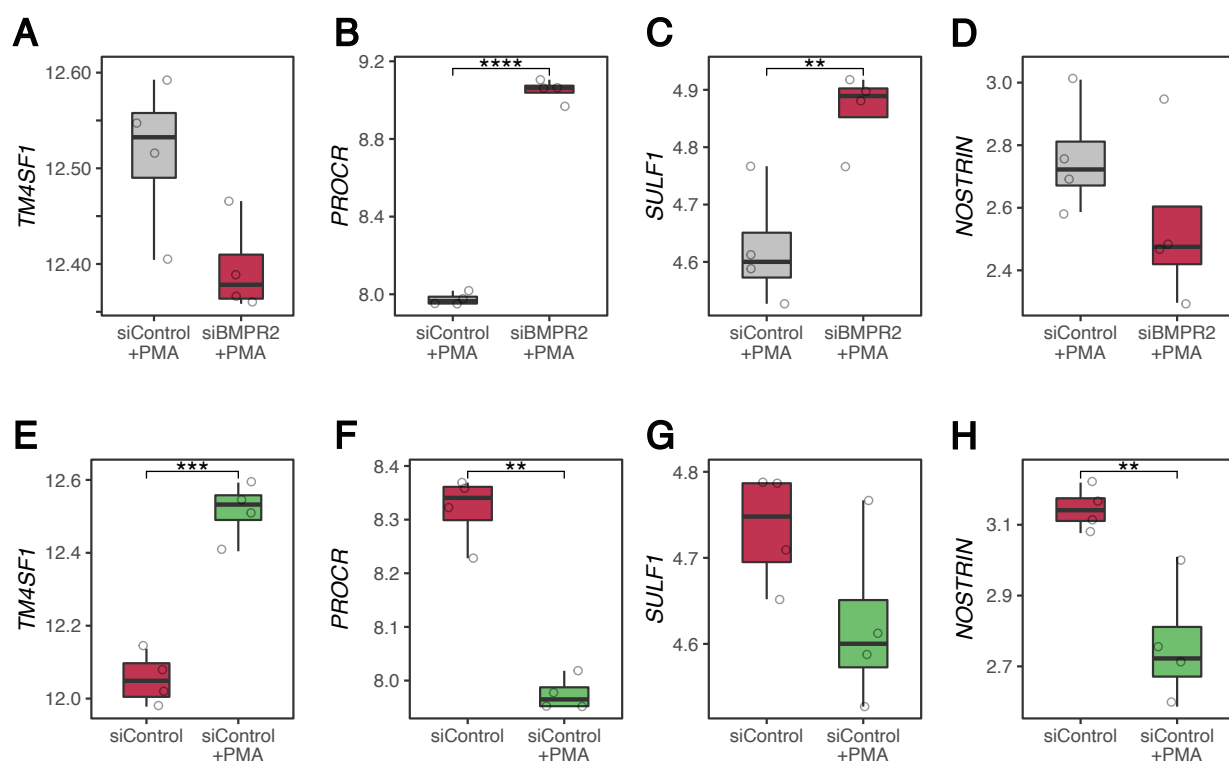 A
TM4SF1
12.60
12.50
12.40
siControl
+PMA
siBMPR2
+PMA
B
PROCR
9.2
8.8
8.4
8.0
****
siControl
+PMA
siBMPR2
+PMA
C
SULF1
4.9
4.8
4.7
4.6
**
siControl
+PMA
siBMPR2
+PMA
D
NOSTRIN
3.0
2.8
2.6
2.4
siControl
+PMA
siBMPR2
+PMA
E
TM4SF1
12.6
12.4
12.2
12.0
***
siControl
siControl
+PMA
F
PROCR
8.4
8.3
8.2
8.0
**
siControl
siControl
+PMA
G
SULF1
4.8
4.7
4.6
siControl
siControl
+PMA
H
NOSTRIN
3.1
2.9
2.7
**
siControl
siControl
+PMA